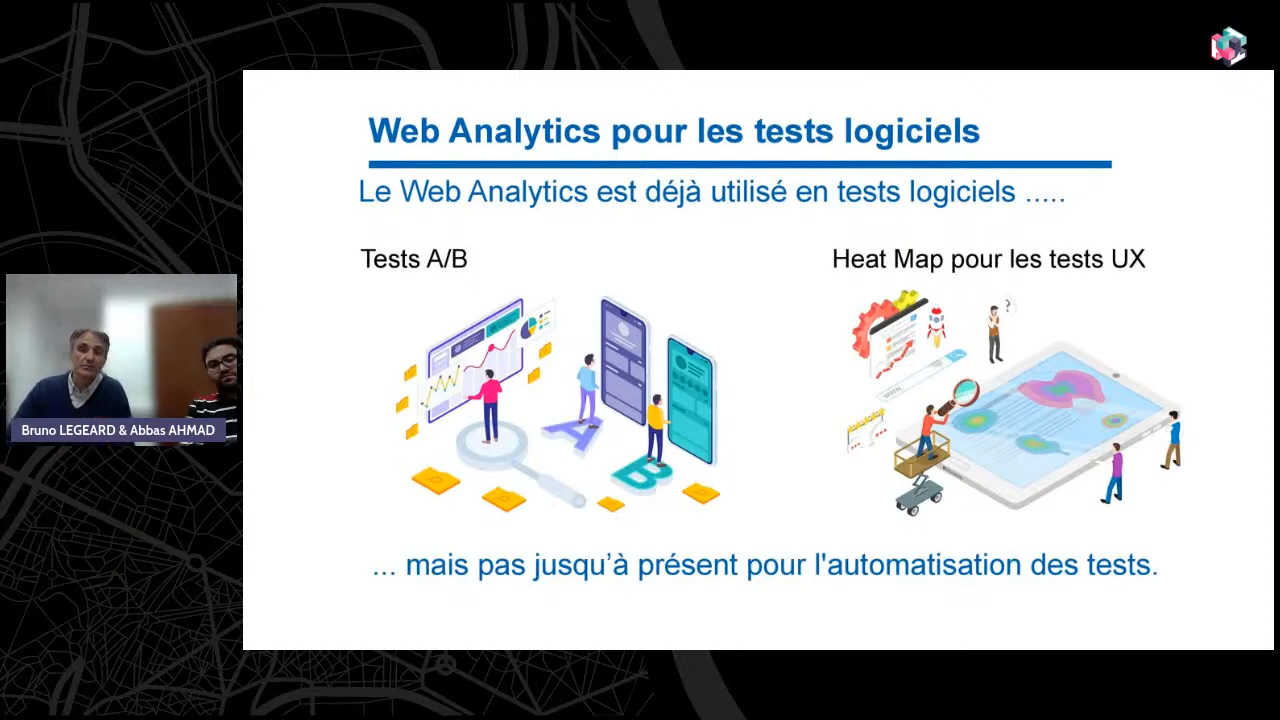 Web Analytics pour les tests logiciels
Le Web Analytics est déjà utilisé en tests logiciels .....
Tests A/B
Heat Map pour les tests UX
A
B
?
WWW
Bruno LEGEARD & Abbas AHMAD
... mais pas jusqu’à présent pour l'automatisation des tests.